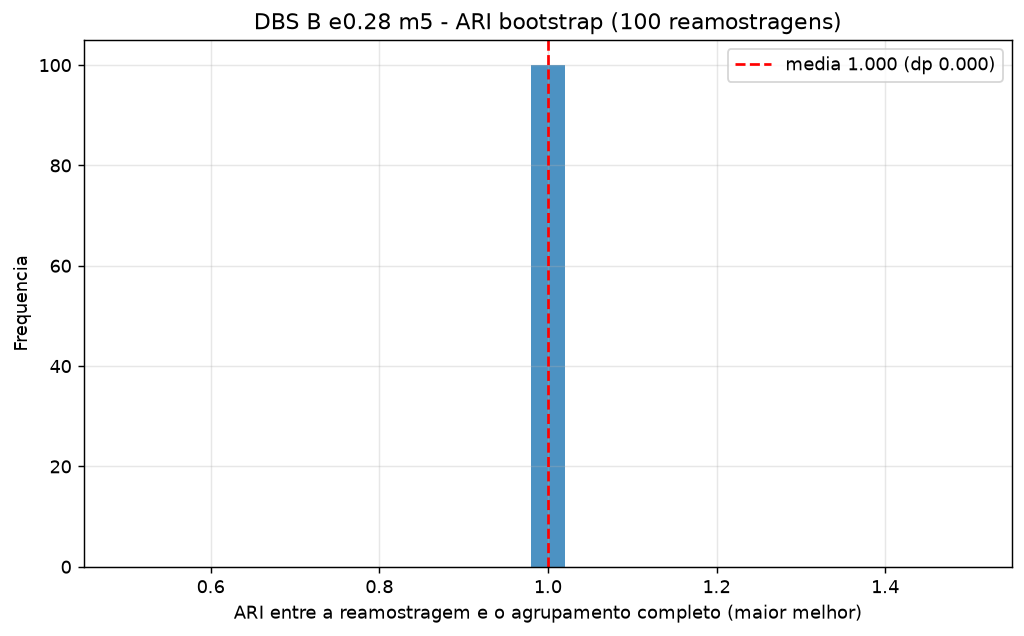 DBS B e0.28 m5 - ARI bootstrap (100 reamostragens)
media 1.000 (dp 0.000)
100
80
60
40
20
0
Frequencia
0.6 0.8 1.0 1.2 1.4
ARI entre a reamostragem e o agrupamento completo (maior melhor)